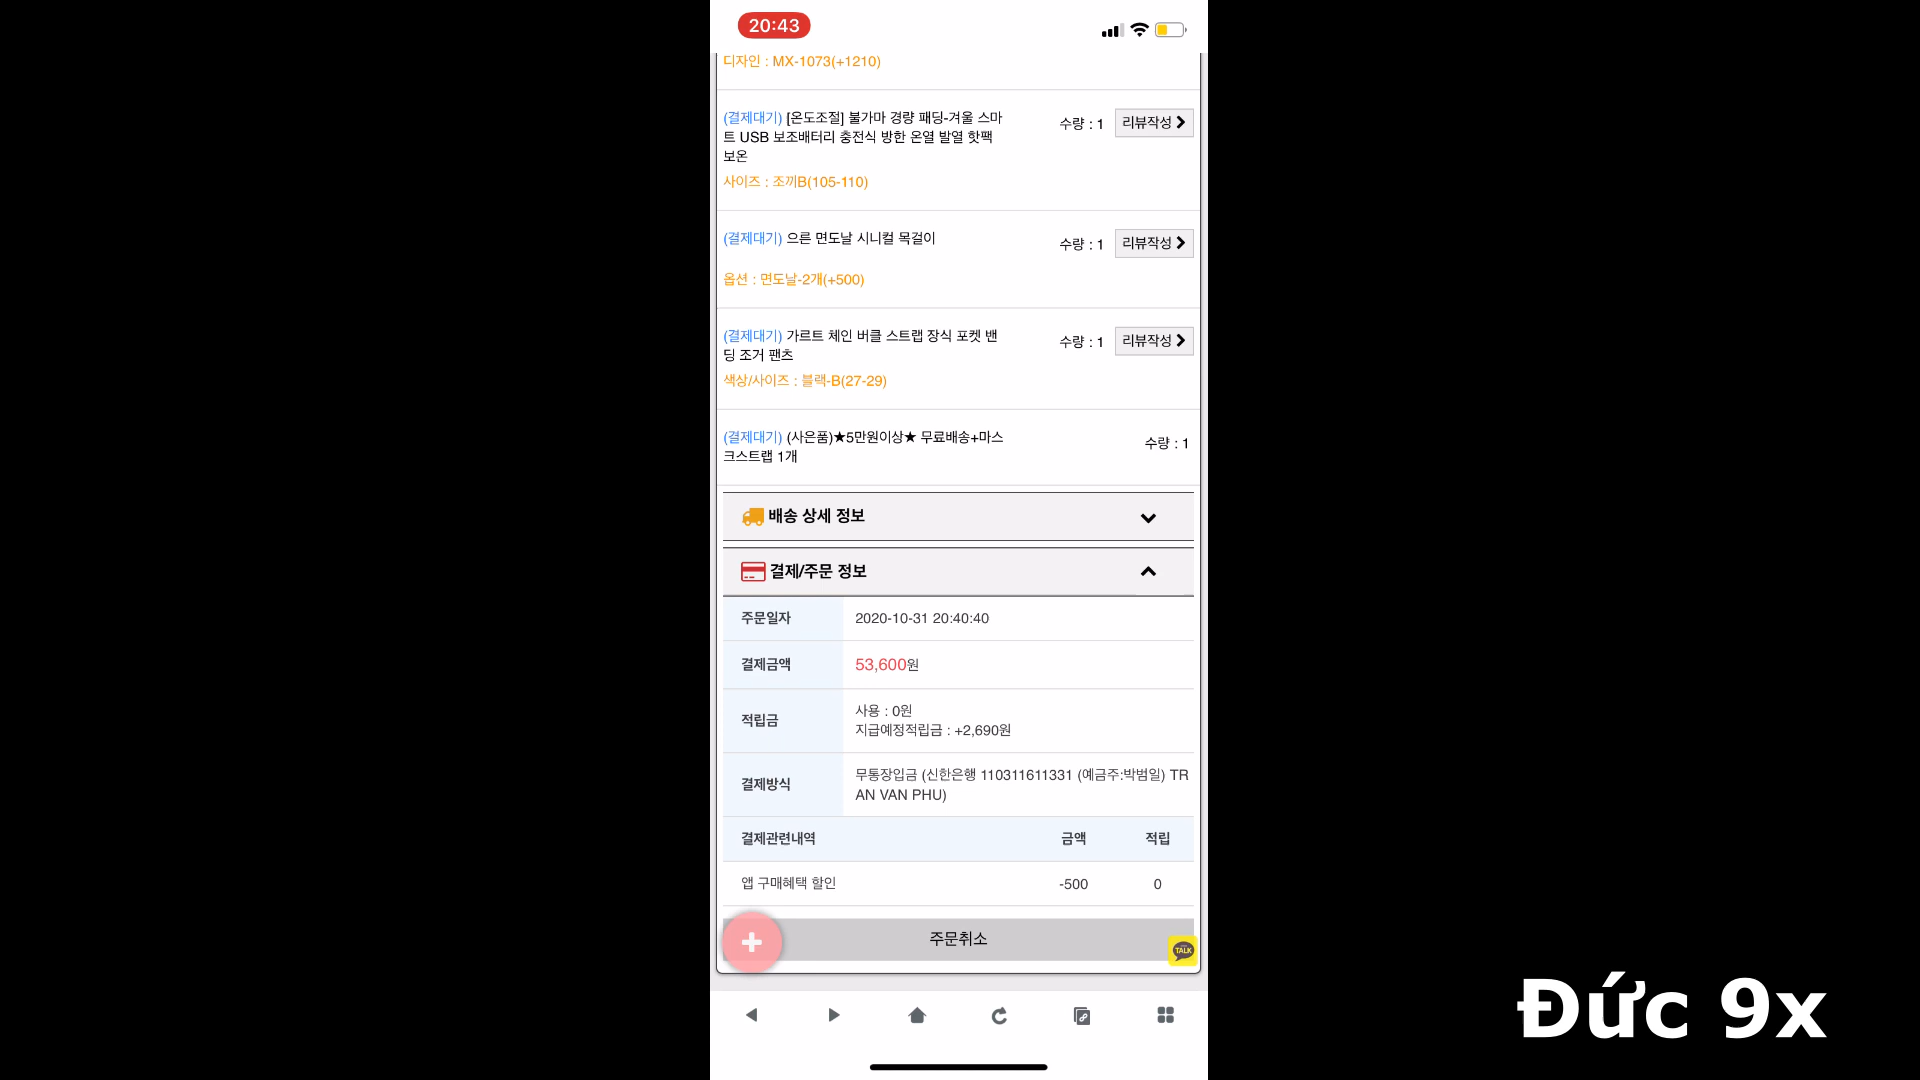 20:43
디자인 : MX-1073(+1210)
(결제대기) [온도조절] 불가마 경량 패딩-겨울 스마
트 USB 보조배터리 충전식 방한 온열 발열 핫팩
보온
수량 : 1
리뷰작성
사이즈 : 조끼B(105-110)
(결제대기) 으른 면도날 시니컬 목걸이
수량 : 1
리뷰작성
옵션 : 면도날-2개(+500)
(결제대기) 가르트 체인 버클 스트랩 장식 포켓 밴
딩 조거 팬츠
수량 : 1
리뷰작성
색상/사이즈 : 블랙-B(27-29)
(결제대기) (사은품)★5만원이상★ 무료배송+마스
크스트랩 1개
수량 : 1
배송 상세 정보
결제/주문 정보
주문일자 2020-10-31 20:40:40
결제금액 53,600원
적립금
사용 : 0원
지급예정적립금 : +2,690원
결제방식
무통장입금 (신한은행 110311611331 (예금주:박범일) TR
AN VAN PHU)
결제관련내역 금액 적립
앱 구매혜택 할인 -500 0
주문취소
TALK
Đức 9x